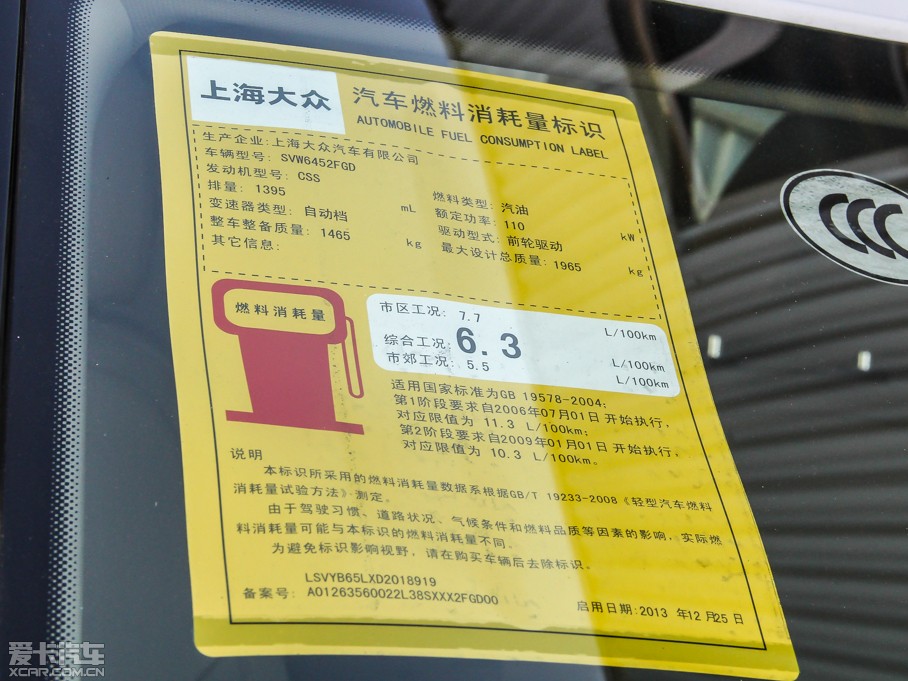 上海大众
汽车燃料消耗量标识
AUTOMOBILE FUEL CONSUMPTION LABEL
生产企业:上海大众汽车有限公司
车辆型号: SVW6452FGD
发动机型号: CSS
排量: 1395 mL
变速器类型: 自动档
整车整备质量: 1465 kg
其它信息:
燃料类型: 汽油
额定功率: 110 kW
驱动型式: 前轮驱动
最大设计总质量: 1965 kg
燃料消耗量
市区工况: 7.7 L/100km
综合工况: 6.3 L/100km
市郊工况: 5.5 L/100km
适用国家标准为GB 19578-2004;
第1阶段要求自2006年07月01日 开始执行,
对应限值为 11.3 L/100km;
第2阶段要求自2009年01月01日 开始执行,
对应限值为 10.3 L/100km。
说明
本标识所采用的燃料消耗量数据系根据GB/T 19233-2008《轻型汽车燃料
消耗量试验方法》测定。
由于驾驶习惯、道路状况、气候条件和燃料品质等因素的影响,实际燃
料消耗量可能与本标识的燃料消耗量不同。
为避免标识影响视野,请在购买车辆后去除标识。
LSVYB65LXD2018919
备案号: A01263560022L38SXXX2FGD00
启用日期:2013 年12月25日
CCC
爱卡汽车
XCAR.COM.CN